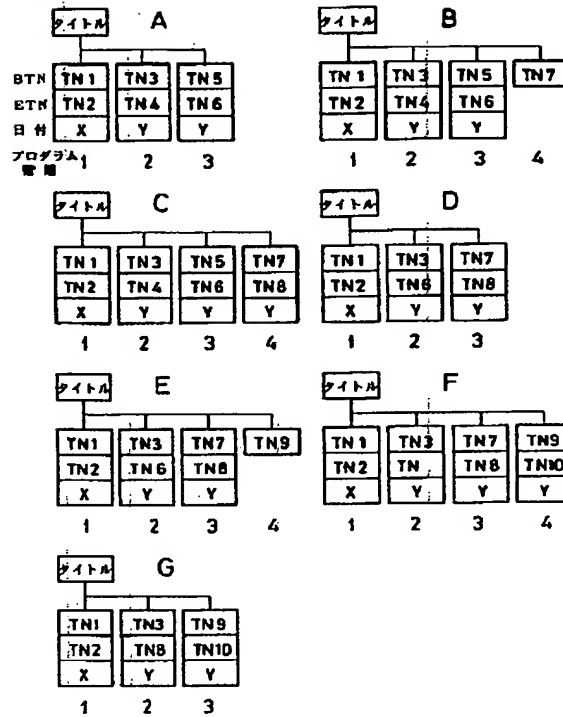 A
タイトル
BTN TN1 TN3 TN5
ETN TN2 TN4 TN6
日付 X Y Y
プログラム
1 2 3
B
タイトル
TN1 TN3 TN5 TN7
TN2 TN4 TN6
X Y Y
1 2 3 4
C
タイトル
TN1 TN3 TN5 TN7
TN2 TN4 TN6 TN8
X Y Y Y
1 2 3 4
D
タイトル
TN1 TN3 TN7
TN2 TN6 TN8
X Y Y
1 2 3
E
タイトル
TN1 TN3 TN7 TN9
TN2 TN6 TN8
X Y Y
1 2 3 4
F
タイトル
TN1 TN3 TN7 TN9
TN2 TN TN8 TN10
X Y Y Y
1 2 3 4
G
タイトル
TN1 TN3 TN9
TN2 TN8 TN10
X Y Y
1 2 3